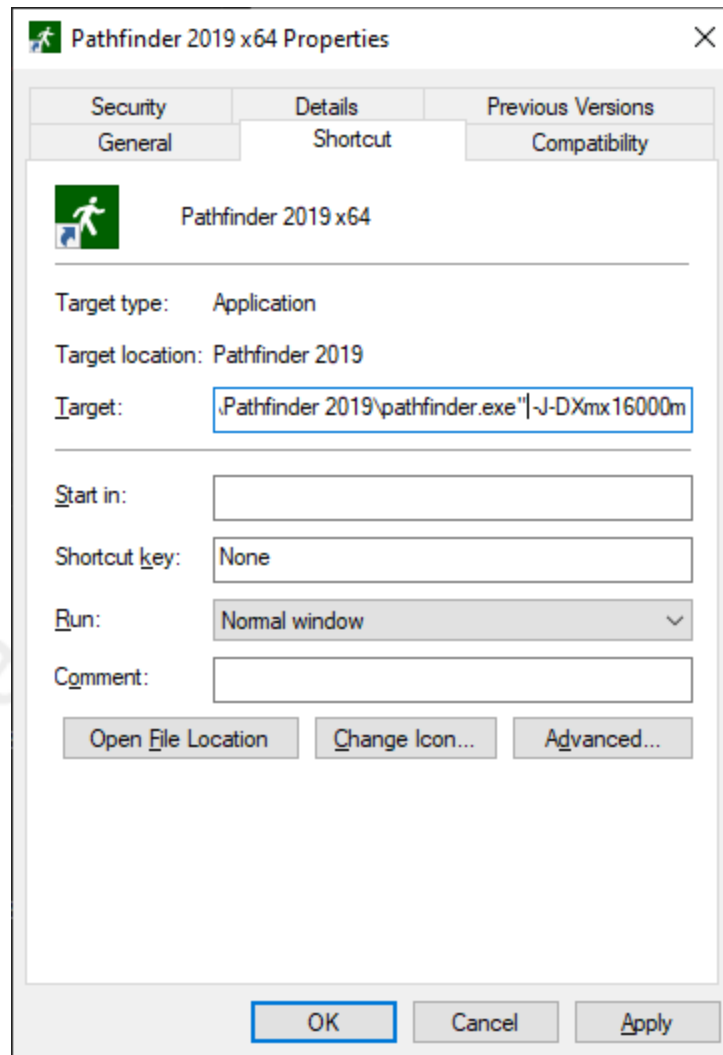 Pathfinder 2019 x64 Properties
Security Details Previous Versions
General Shortcut Compatibility
Pathfinder 2019 x64
Target type: Application
Target location: Pathfinder 2019
Target: \Pathfinder 2019\pathfinder.exe" -J-DXmx16000m
Start in:
Shortcut key: None
Run: Normal window
Comment:
Open File Location Change Icon... Advanced...
OK Cancel Apply